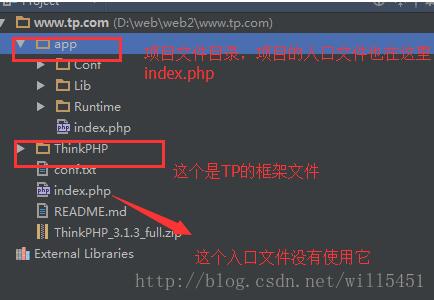 Project
www.tp.com (D:\web\web2\www.tp.com)
app
项目文件目录，项目的入口文件也在这里
index.php
Conf
Lib
Runtime
index.php
ThinkPHP
conf.txt
这个是TP的框架文件
index.php
README.md
ThinkPHP_3.1.3_full.zip
这个入口文件没有使用它
External Libraries
http://blog.csdn.net/will5451